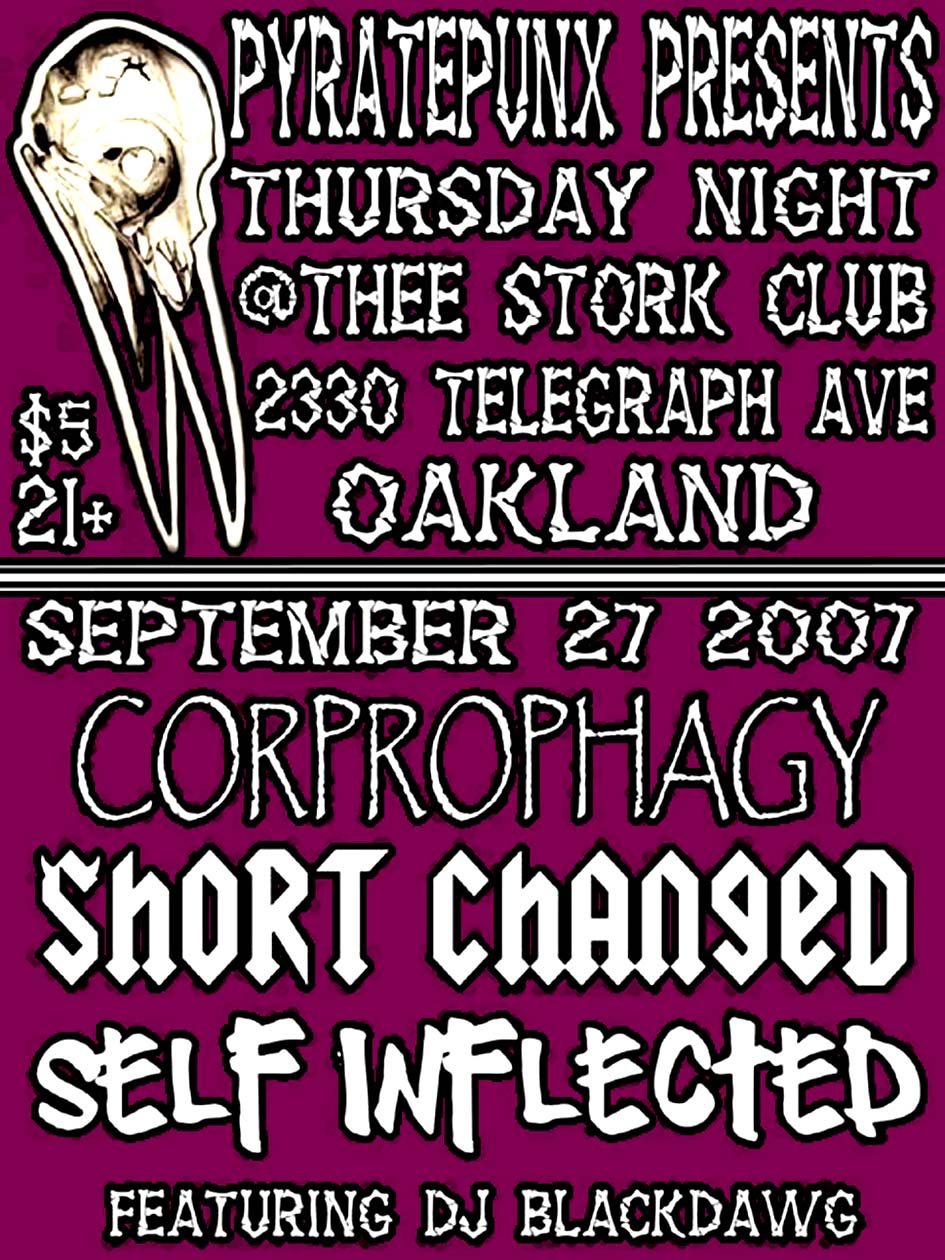 PYRATEPUNX PRESENTS
THURSDAY NIGHT
@THEE STORK CLUB
2330 TELEGRAPH AVE
OAKLAND
$5
21+
SEPTEMBER 27 2007
CORPROPHAGY
ShORT ChANgeD
SELF INFLECTED
FEATURING DJ BLACKDAWG